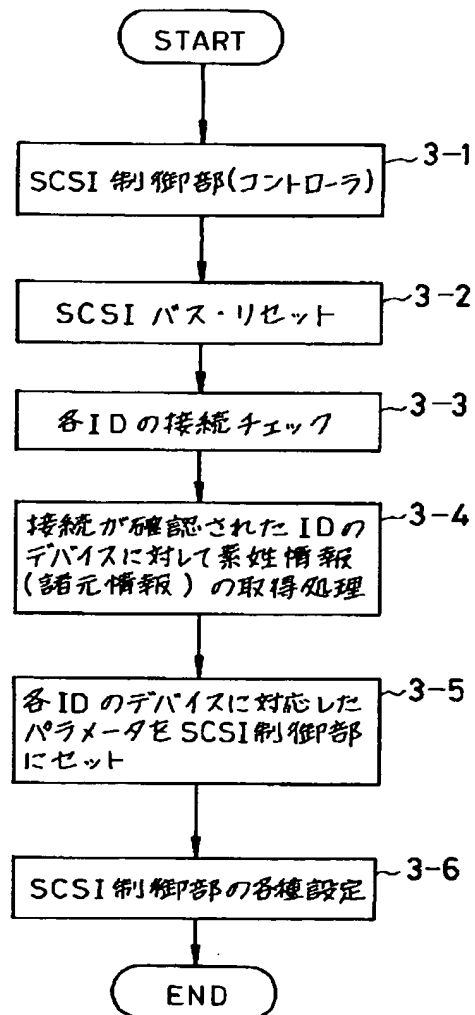 START
SCSI 制御部(コントローラ)
3-1
SCSI バス・リセット
3-2
各IDの接続チェック
3-3
接続が確認されたIDの
デバイスに対して素姓情報
(諸元情報)の取得処理
3-4
各IDのデバイスに対応した
パラメータをSCSI制御部
にセット
3-5
SCSI制御部の各種設定
3-6
END